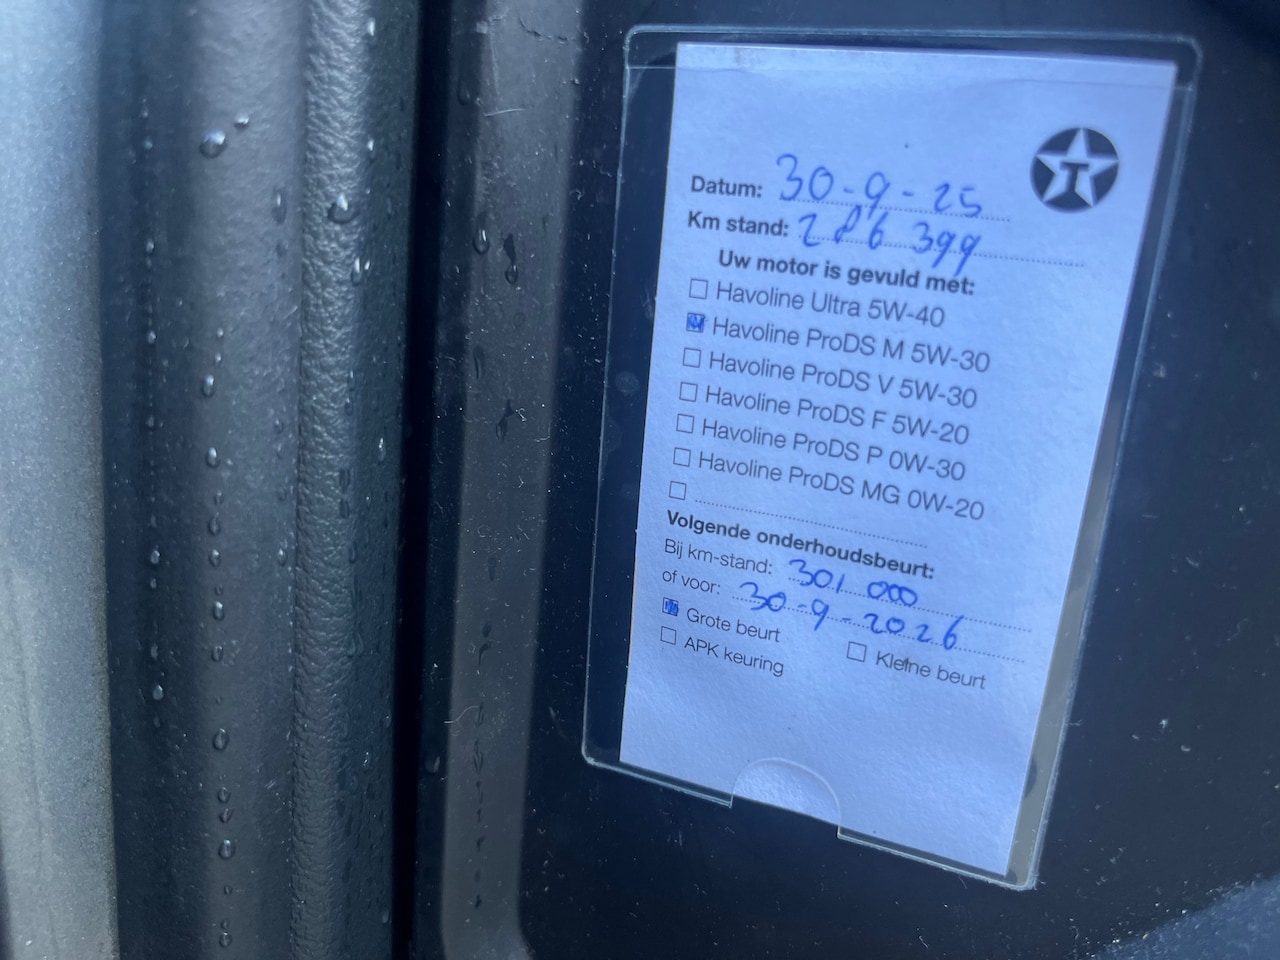 T
Datum: 30-9-25
Km stand: 286 399
Uw motor is gevuld met:
Havoline Ultra 5W-40
Havoline ProDS M 5W-30
Havoline ProDS V 5W-30
Havoline ProDS F 5W-20
Havoline ProDS P 0W-30
Havoline ProDS MG 0W-20
Volgende onderhoudsbeurt:
Bij km-stand: 301 000
of voor: 30-9-2026
Grote beurt Kleine beurt
APK keuring